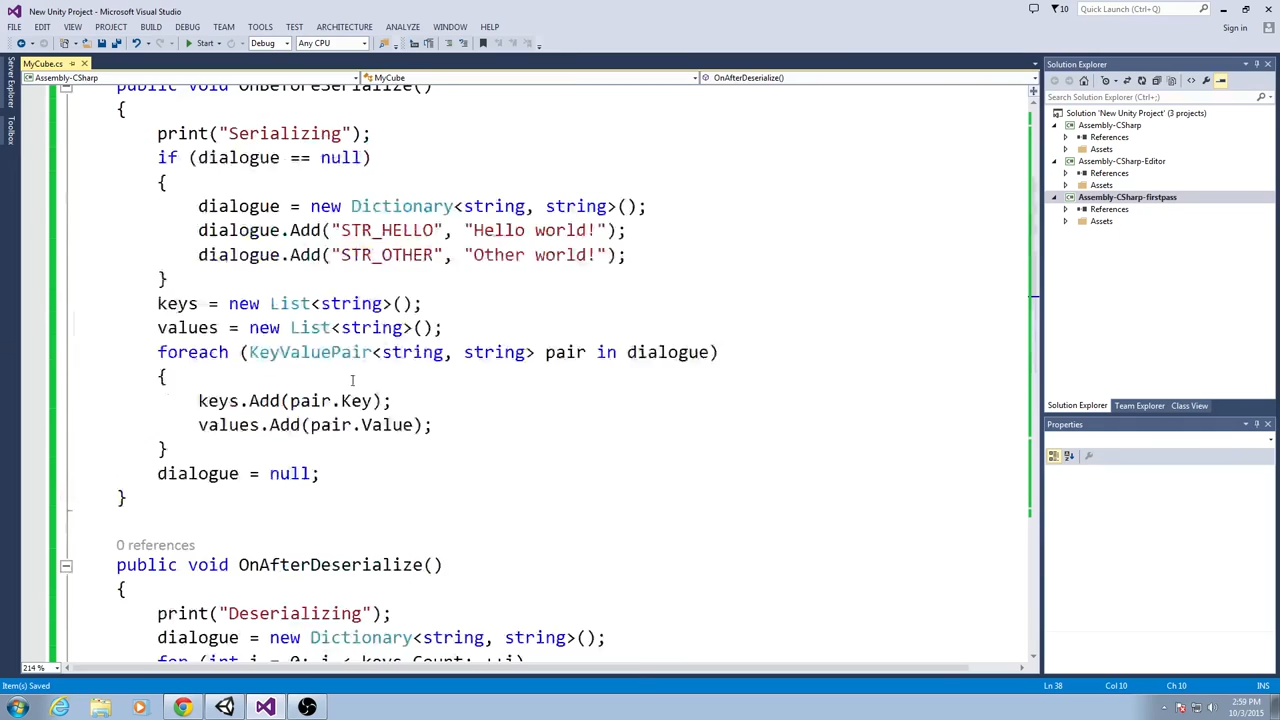 New Unity Project - Microsoft Visual Studio
10
Quick Launch (Ctrl+Q)
FILE EDIT VIEW PROJECT BUILD DEBUG TEAM TOOLS TEST ARCHITECTURE ANALYZE WINDOW HELP
Sign in
Start Debug Any CPU
MyCube.cs
Assembly-CSharp MyCube OnAfterDeserialize()
Server Explorer
Toolbox
public void OnBeforeSerialize()
{
print("Serializing");
if (dialogue == null)
{
dialogue = new Dictionary<string, string>();
dialogue.Add("STR_HELLO", "Hello world!");
dialogue.Add("STR_OTHER", "Other world!");
}
keys = new List<string>();
values = new List<string>();
foreach (KeyValuePair<string, string> pair in dialogue)
{
keys.Add(pair.Key);
values.Add(pair.Value);
}
dialogue = null;
}
0 references
public void OnAfterDeserialize()
{
print("Deserializing");
dialogue = new Dictionary<string, string>();
for (int i = 0; i < keys.Count; ++i)
214 %
Solution Explorer
Search Solution Explorer (Ctrl+;)
Solution 'New Unity Project' (3 projects)
Assembly-CSharp
References
Assets
Assembly-CSharp-Editor
References
Assets
Assembly-CSharp-firstpass
References
Assets
Solution Explorer Team Explorer Class View
Properties
Item(s) Saved
Ln 38 Col 10 Ch 10 INS
2:59 PM
10/3/2015